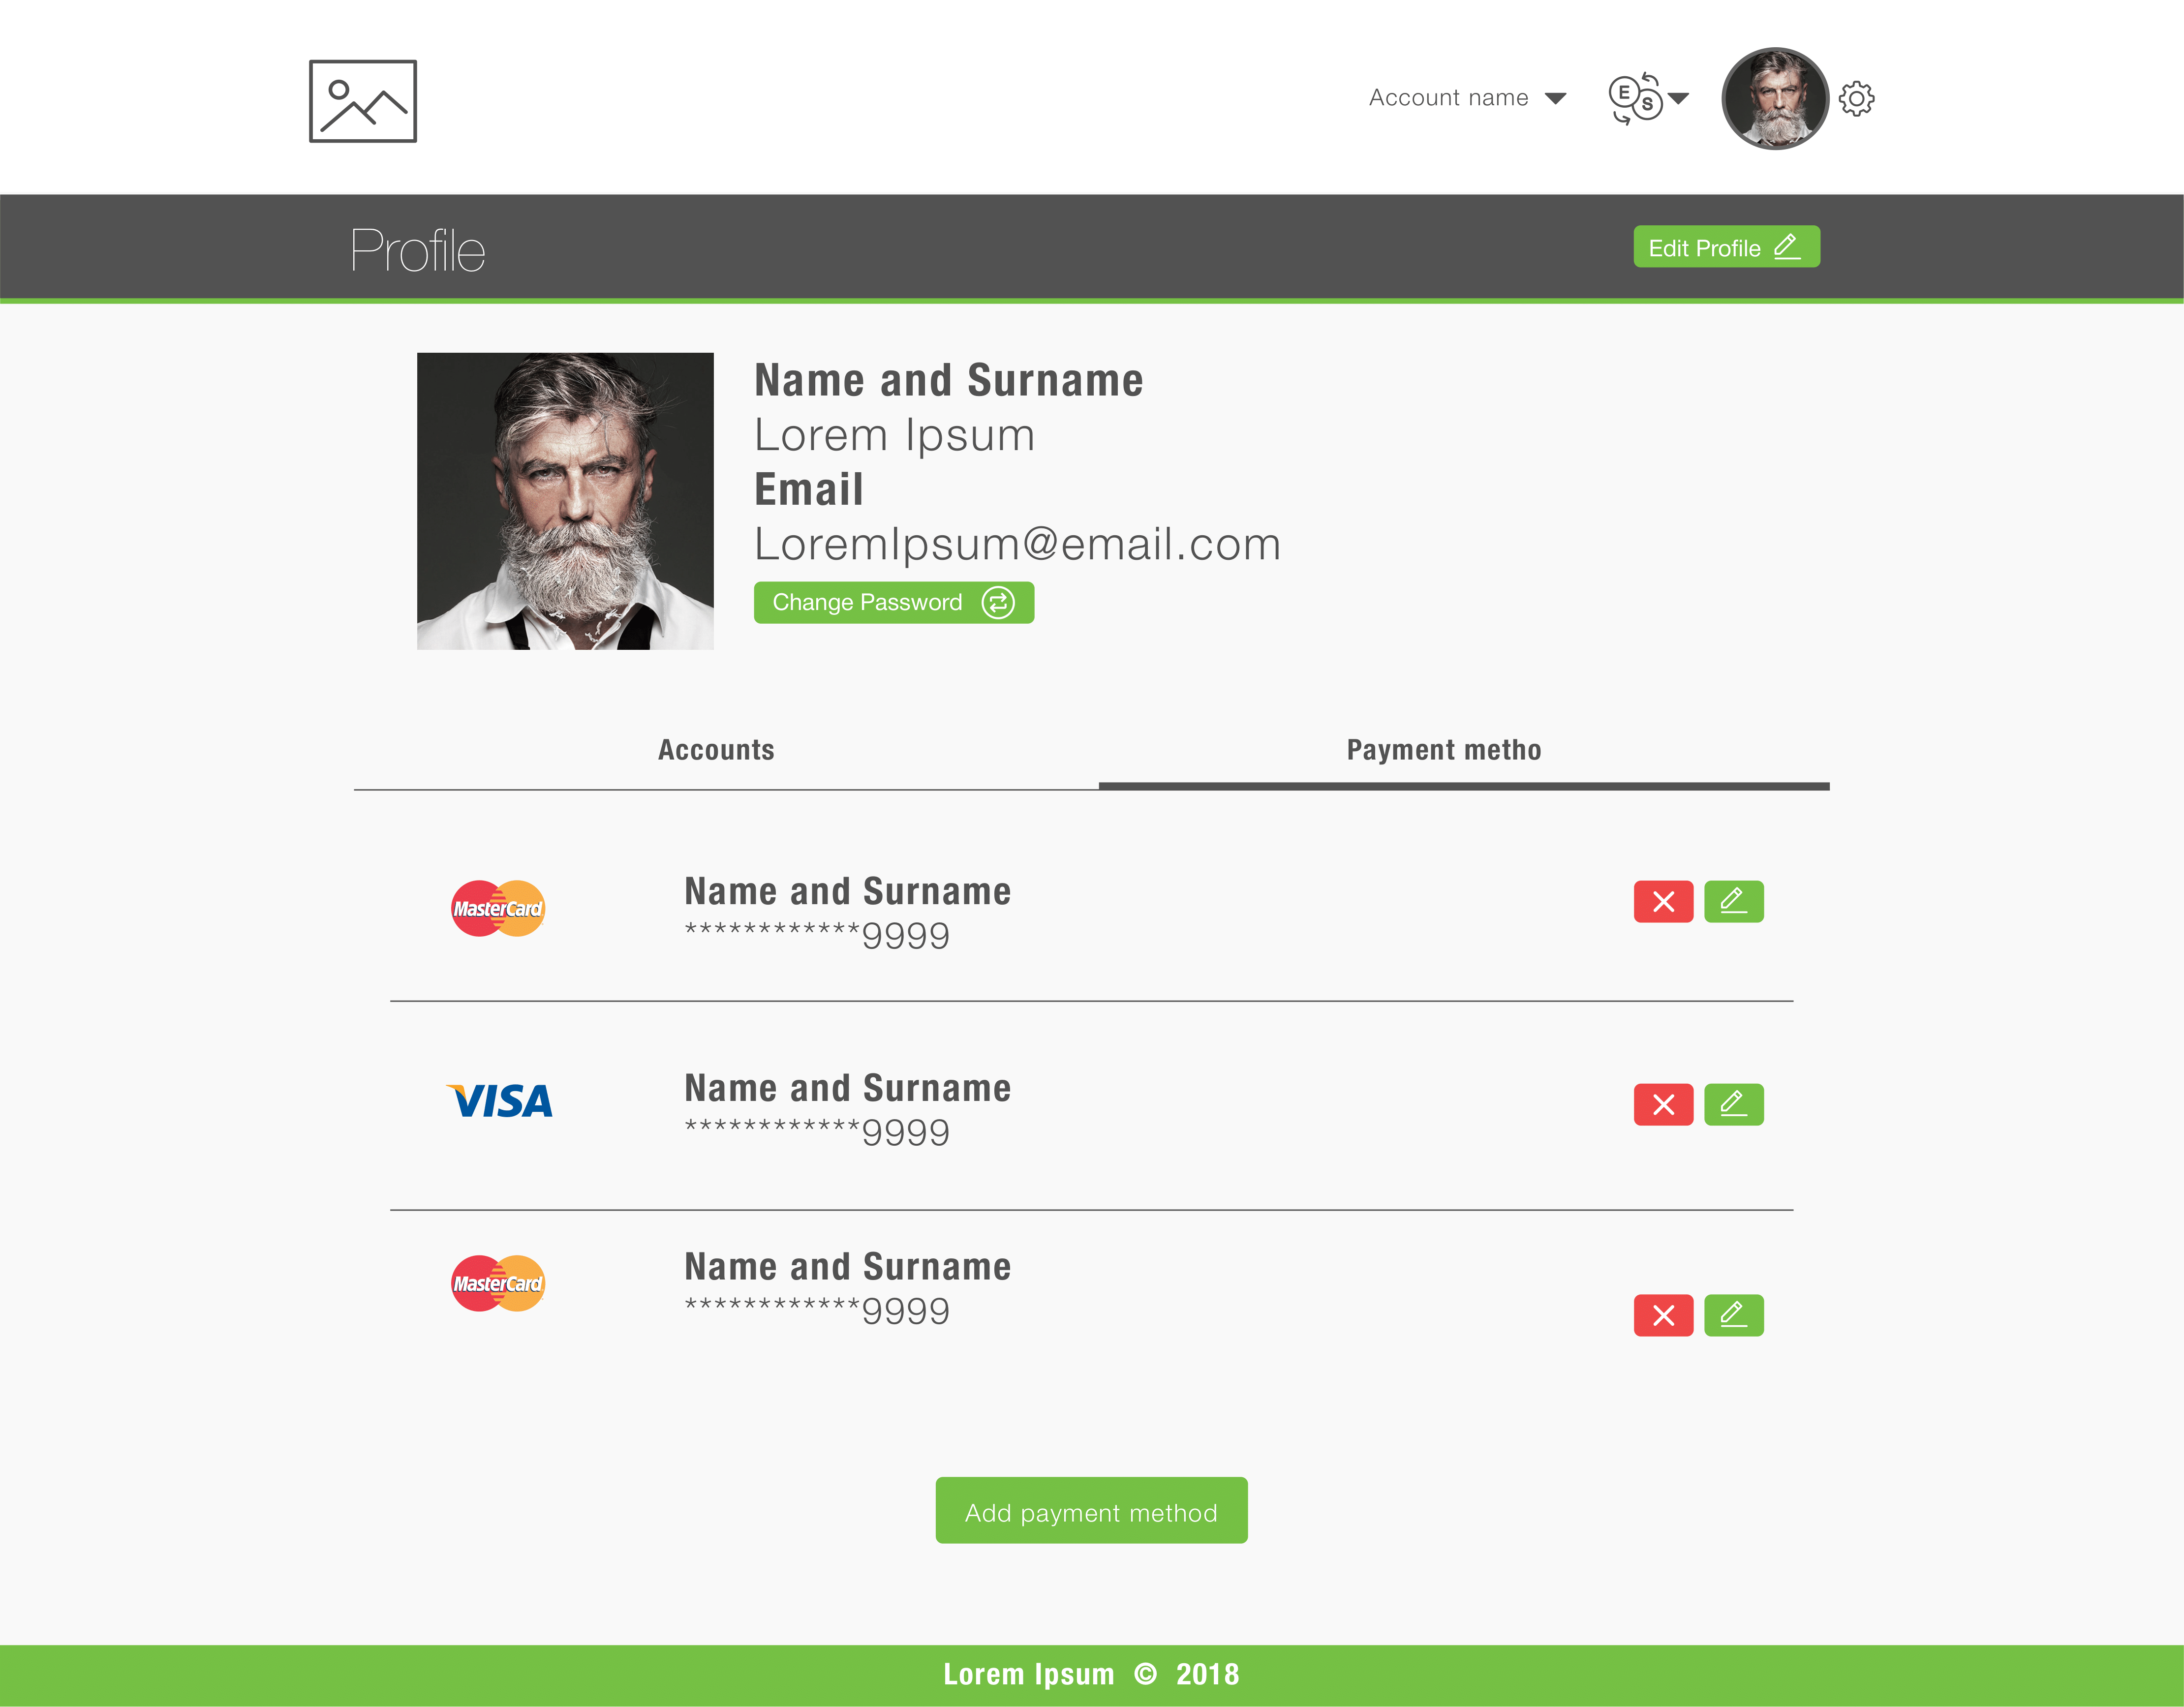 Account name
E
S
Profile
Edit Profile
Name and Surname
Lorem Ipsum
Email
LoremIpsum@email.com
Change Password
Accounts
Payment metho
MasterCard
Name and Surname
************9999
VISA
Name and Surname
************9999
MasterCard
Name and Surname
************9999
Add payment method
Lorem Ipsum © 2018